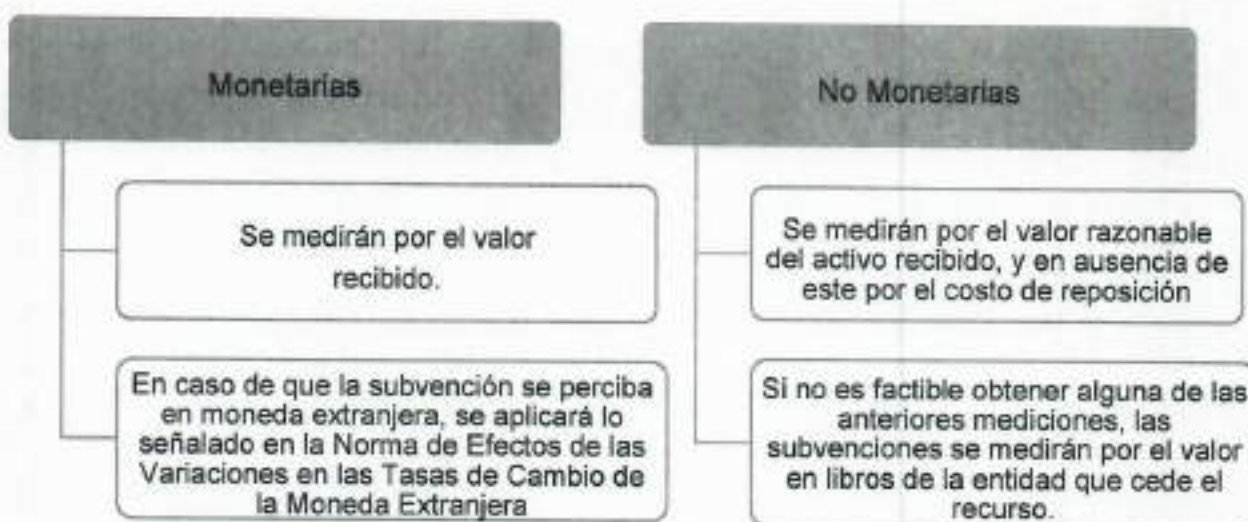 Monetarias
Se medirán por el valor
recibido.
En caso de que la subvención se perciba
en moneda extranjera, se aplicará lo
señalado en la Norma de Efectos de las
Variaciones en las Tasas de Cambio de
la Moneda Extranjera
No Monetarias
Se medirán por el valor razonable
del activo recibido, y en ausencia de
este por el costo de reposición
Si no es factible obtener alguna de las
anteriores mediciones, las
subvenciones se medirán por el valor
en libros de la entidad que cede el
recurso.